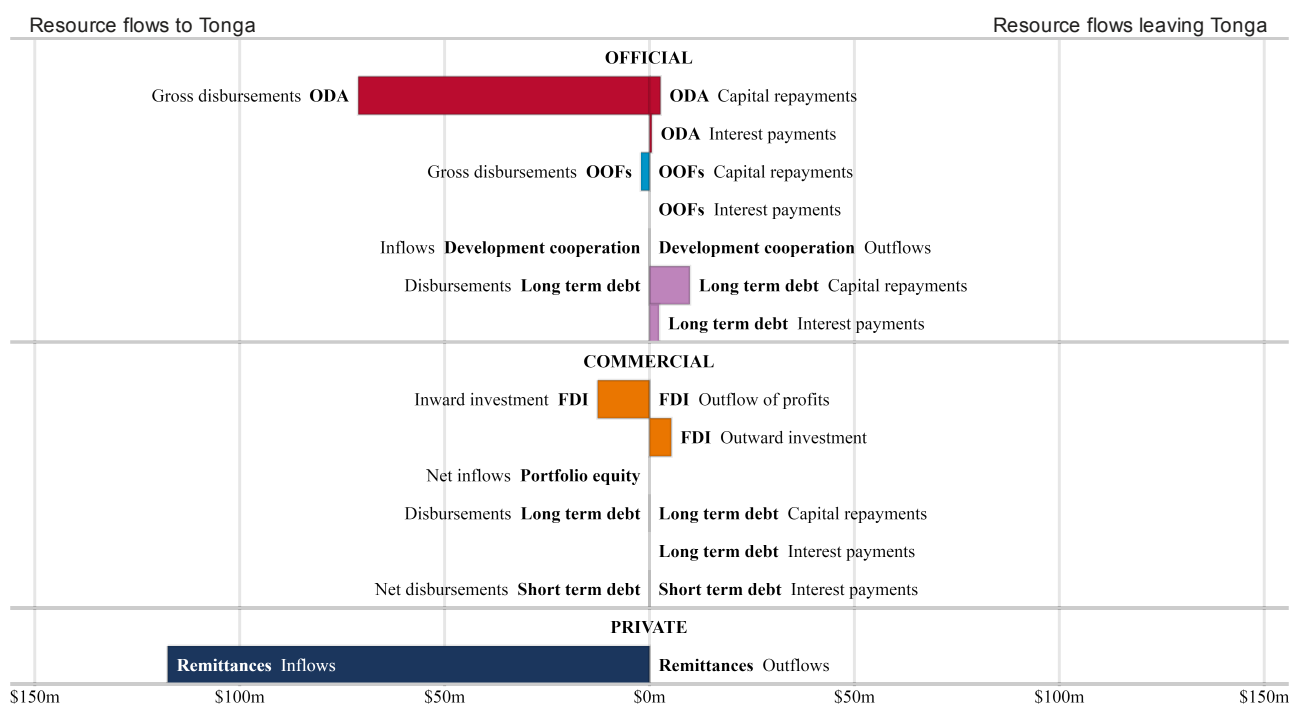 Resource flows to Tonga
Resource flows leaving Tonga
OFFICIAL
Gross disbursements ODA
ODA Capital repayments
ODA Interest payments
Gross disbursements OOFs
OOFs Capital repayments
OOFs Interest payments
Inflows Development cooperation
Development cooperation Outflows
Disbursements Long term debt
Long term debt Capital repayments
Long term debt Interest payments
COMMERCIAL
Inward investment FDI
FDI Outflow of profits
FDI Outward investment
Net inflows Portfolio equity
Disbursements Long term debt
Long term debt Capital repayments
Long term debt Interest payments
Net disbursements Short term debt
Short term debt Interest payments
PRIVATE
Remittances Inflows
Remittances Outflows
$150m $100m $50m $0m $50m $100m $150m